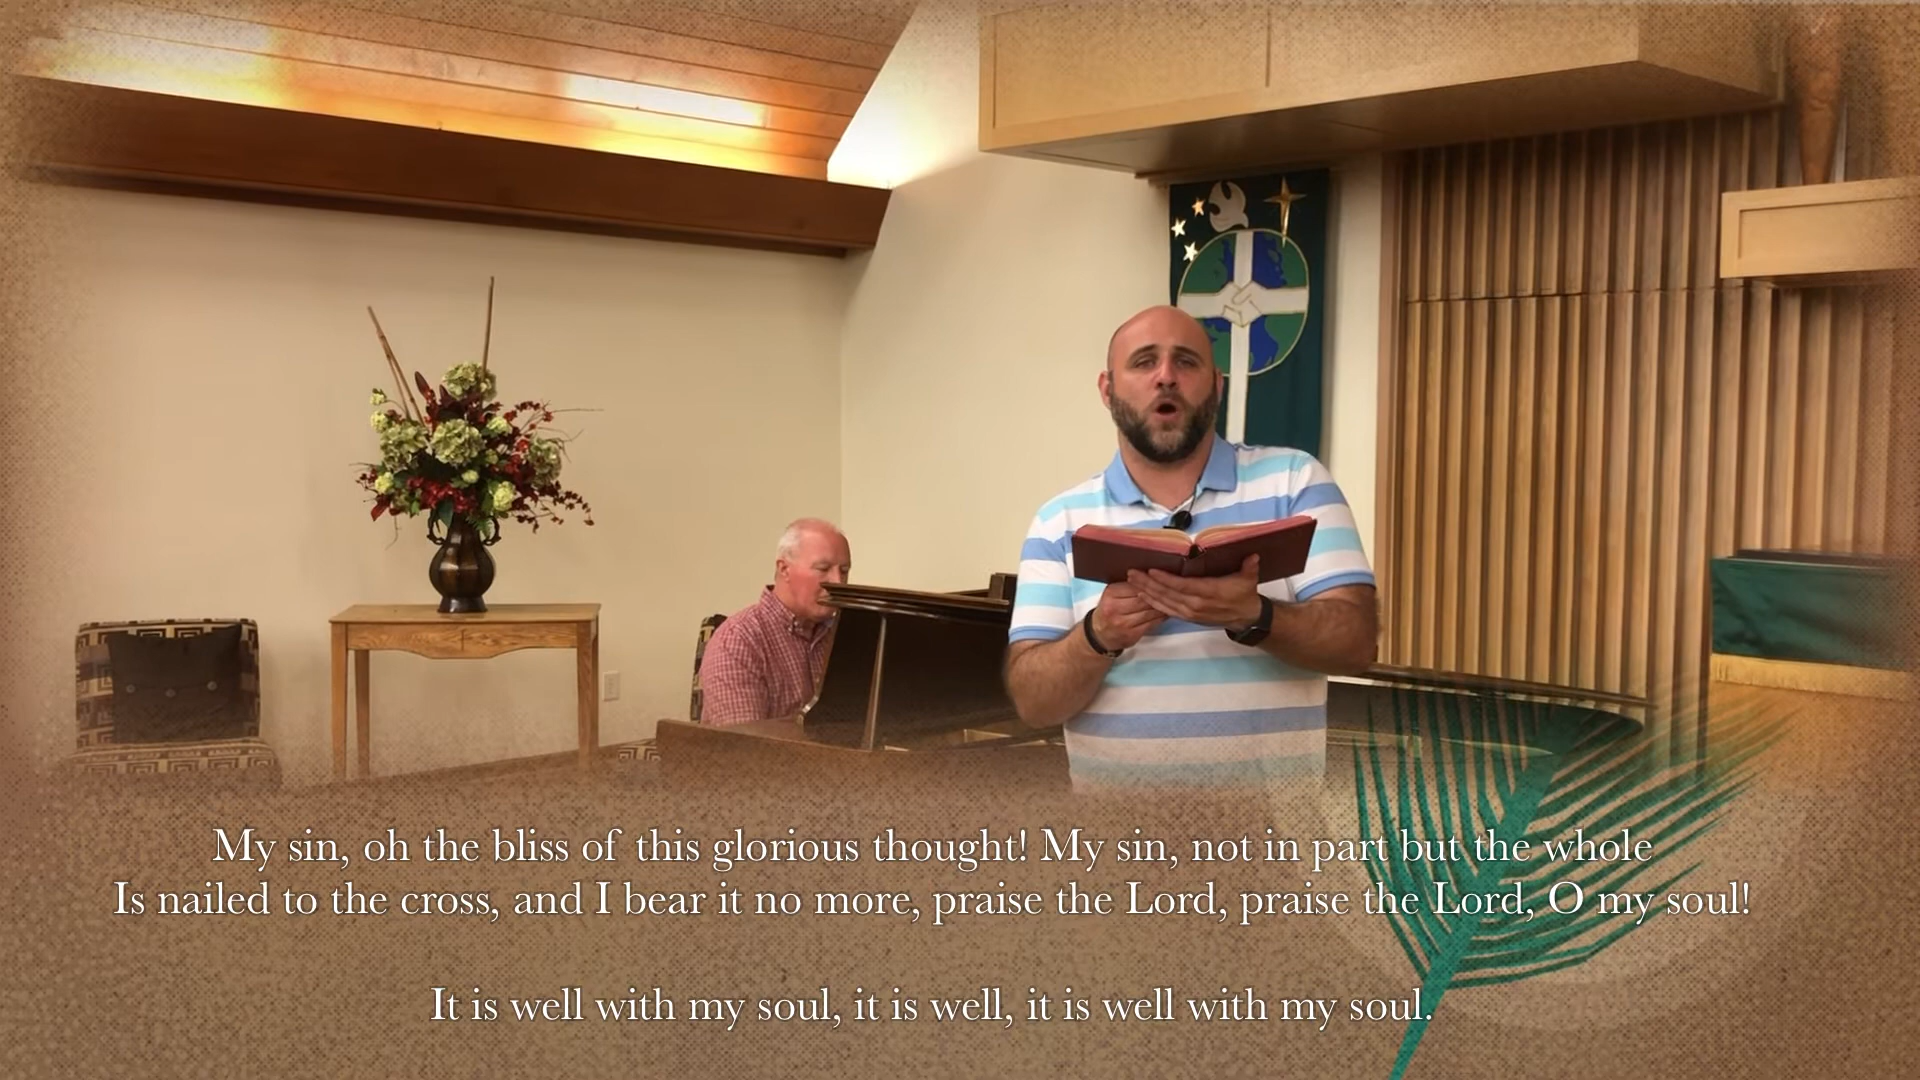 My sin, oh the bliss of this glorious thought! My sin, not in part but the whole
Is nailed to the cross, and I bear it no more, praise the Lord, praise the Lord, O my soul!
It is well with my soul, it is well, it is well with my soul.